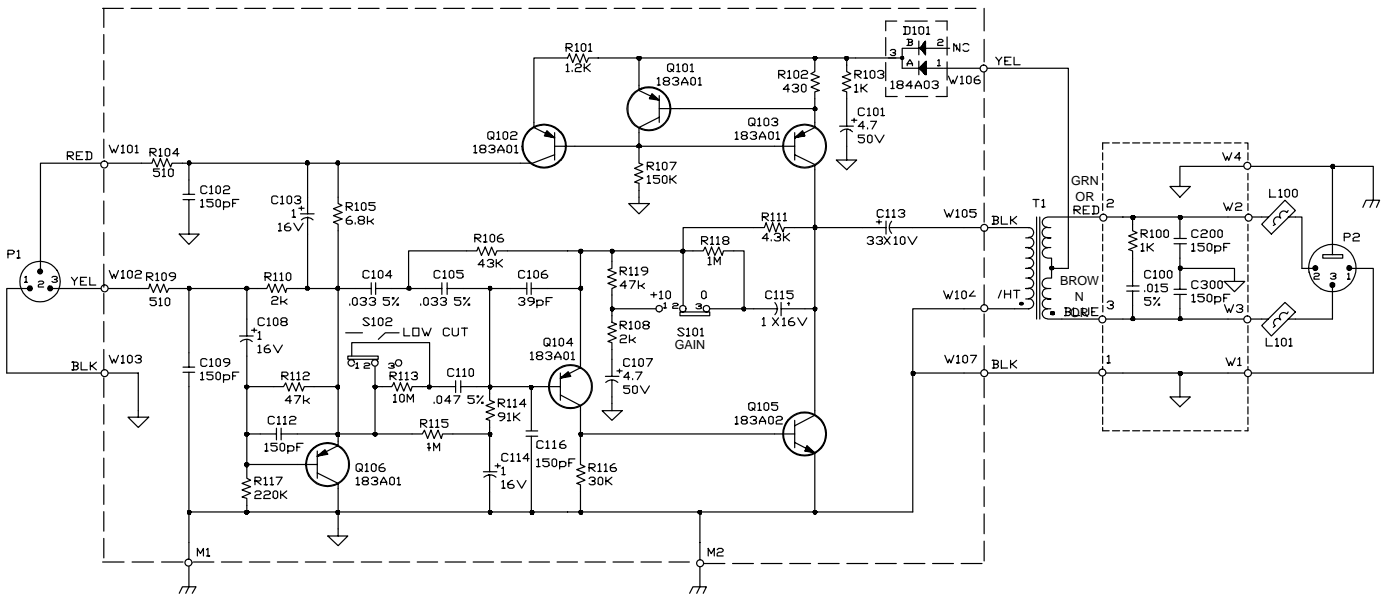 D101
B 2 NC
3
A 1
184A03
W106
YEL
R101
1.2K
Q101
183A01
R102
430
R103
1K
C101
+
4.7
50V
Q102
183A01
Q103
183A01
R107
150K
RED
W101
R104
510
C102
150pF
C103
1
+
16V
R105
6.8k
P1
1 2 3
YEL
W102
R109
510
R110
2k
R106
43K
C104
.033 5%
C105
.033 5%
C106
39pF
R119
47k
R111
4.3K
R118
1M
C113
+
33X10V
W105
BLK
T1
GRN
OR
RED
2
R100
1K
C200
150pF
W4
W2
L100
P2
2 3 1
C100
.015
5%
C300
150pF
W104
/HT
BROW
N
BLUE
3
W3
L101
+10
1 2 3
0
S101
GAIN
C115
+
1 X16V
R108
2k
C107
+
4.7
50V
C108
+
1
16V
S102
LOW CUT
1 2 3
Q104
183A01
BLK
W103
C109
150pF
R112
47k
R113
10M
C110
.047 5%
R114
91K
W107
BLK
1
W1
C112
150pF
R115
1M
Q105
183A02
C116
150pF
C114
+
1
16V
R116
30K
Q106
183A01
R117
220K
M1
M2